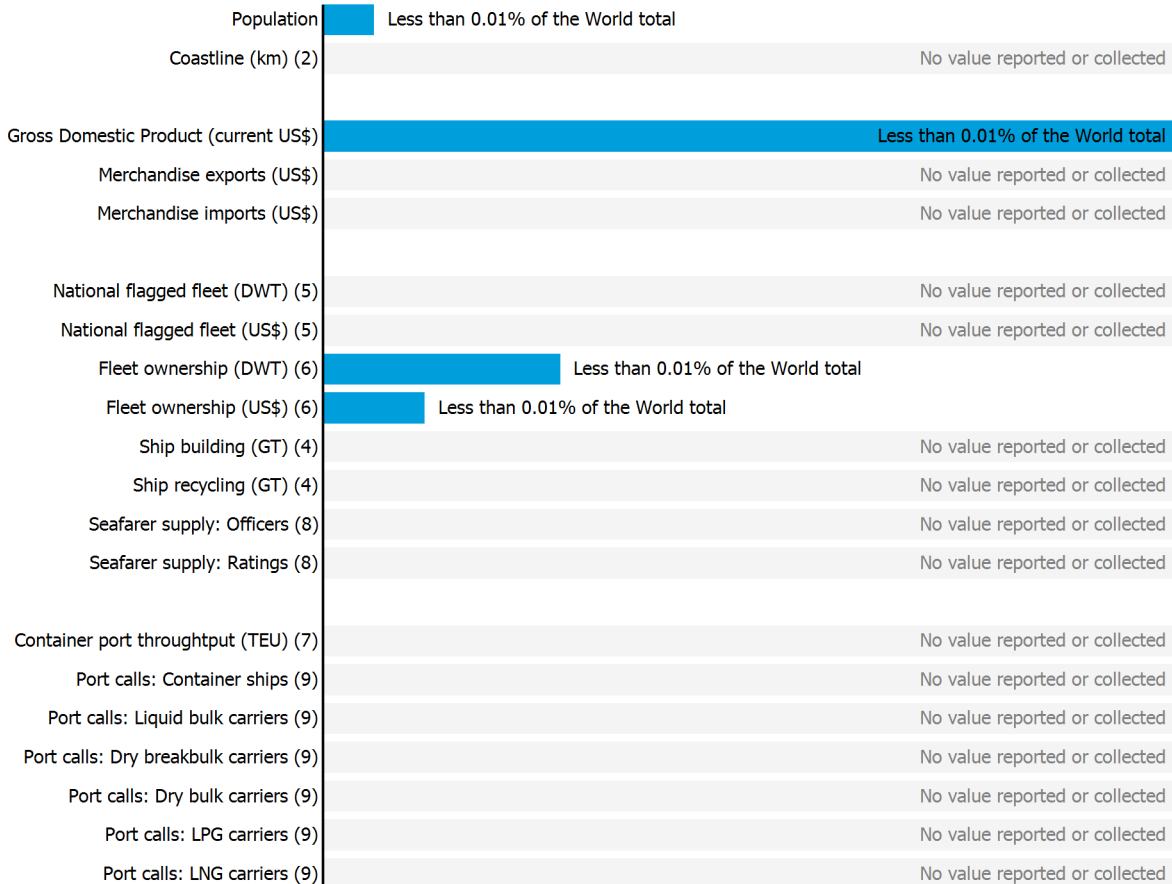 Population Less than 0.01% of the World total
Coastline (km) (2) No value reported or collected
Gross Domestic Product (current US$) Less than 0.01% of the World total
Merchandise exports (US$) No value reported or collected
Merchandise imports (US$) No value reported or collected
National flagged fleet (DWT) (5) No value reported or collected
National flagged fleet (US$) (5) No value reported or collected
Fleet ownership (DWT) (6) Less than 0.01% of the World total
Fleet ownership (US$) (6) Less than 0.01% of the World total
Ship building (GT) (4) No value reported or collected
Ship recycling (GT) (4) No value reported or collected
Seafarer supply: Officers (8) No value reported or collected
Seafarer supply: Ratings (8) No value reported or collected
Container port throughtput (TEU) (7) No value reported or collected
Port calls: Container ships (9) No value reported or collected
Port calls: Liquid bulk carriers (9) No value reported or collected
Port calls: Dry breakbulk carriers (9) No value reported or collected
Port calls: Dry bulk carriers (9) No value reported or collected
Port calls: LPG carriers (9) No value reported or collected
Port calls: LNG carriers (9) No value reported or collected